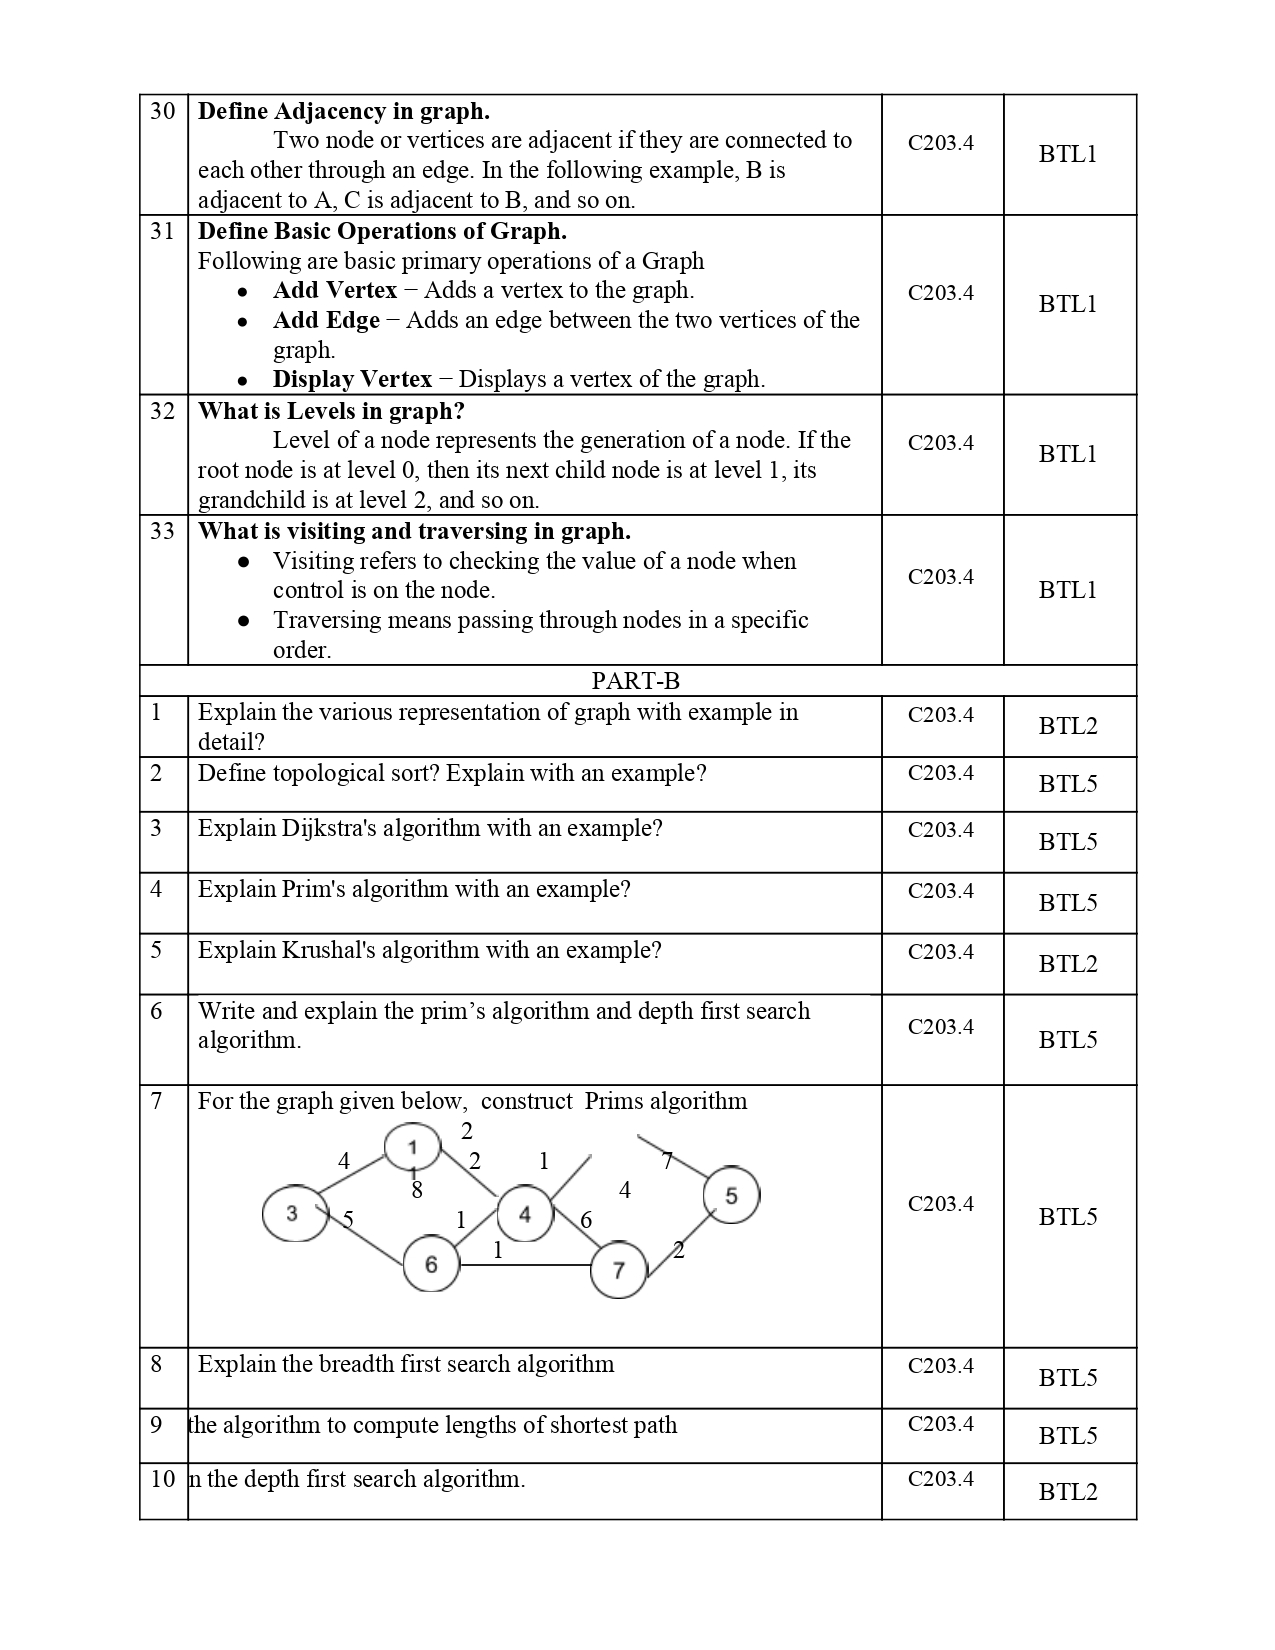 30 Define Adjacency in graph.
Two node or vertices are adjacent if they are connected to
each other through an edge. In the following example, B is
adjacent to A, C is adjacent to B, and so on.
C203.4
BTL1
31 Define Basic Operations of Graph.
Following are basic primary operations of a Graph
● Add Vertex − Adds a vertex to the graph.
● Add Edge − Adds an edge between the two vertices of the
graph.
● Display Vertex − Displays a vertex of the graph.
C203.4
BTL1
32 What is Levels in graph?
Level of a node represents the generation of a node. If the
root node is at level 0, then its next child node is at level 1, its
grandchild is at level 2, and so on.
C203.4
BTL1
33 What is visiting and traversing in graph.
● Visiting refers to checking the value of a node when
control is on the node.
● Traversing means passing through nodes in a specific
order.
C203.4
BTL1
PART-B
1 Explain the various representation of graph with example in
detail?
C203.4
BTL2
2 Define topological sort? Explain with an example?
C203.4
BTL5
3 Explain Dijkstra's algorithm with an example?
C203.4
BTL5
4 Explain Prim's algorithm with an example?
C203.4
BTL5
5 Explain Krushal's algorithm with an example?
C203.4
BTL2
6 Write and explain the prim’s algorithm and depth first search
algorithm.
C203.4
BTL5
7 For the graph given below, construct Prims algorithm
2
1
4 2 1 7
1
8 4 5
3 5 1 4 6
1 2
6 7
C203.4
BTL5
8 Explain the breadth first search algorithm
C203.4
BTL5
9 the algorithm to compute lengths of shortest path
C203.4
BTL5
10 n the depth first search algorithm.
C203.4
BTL2